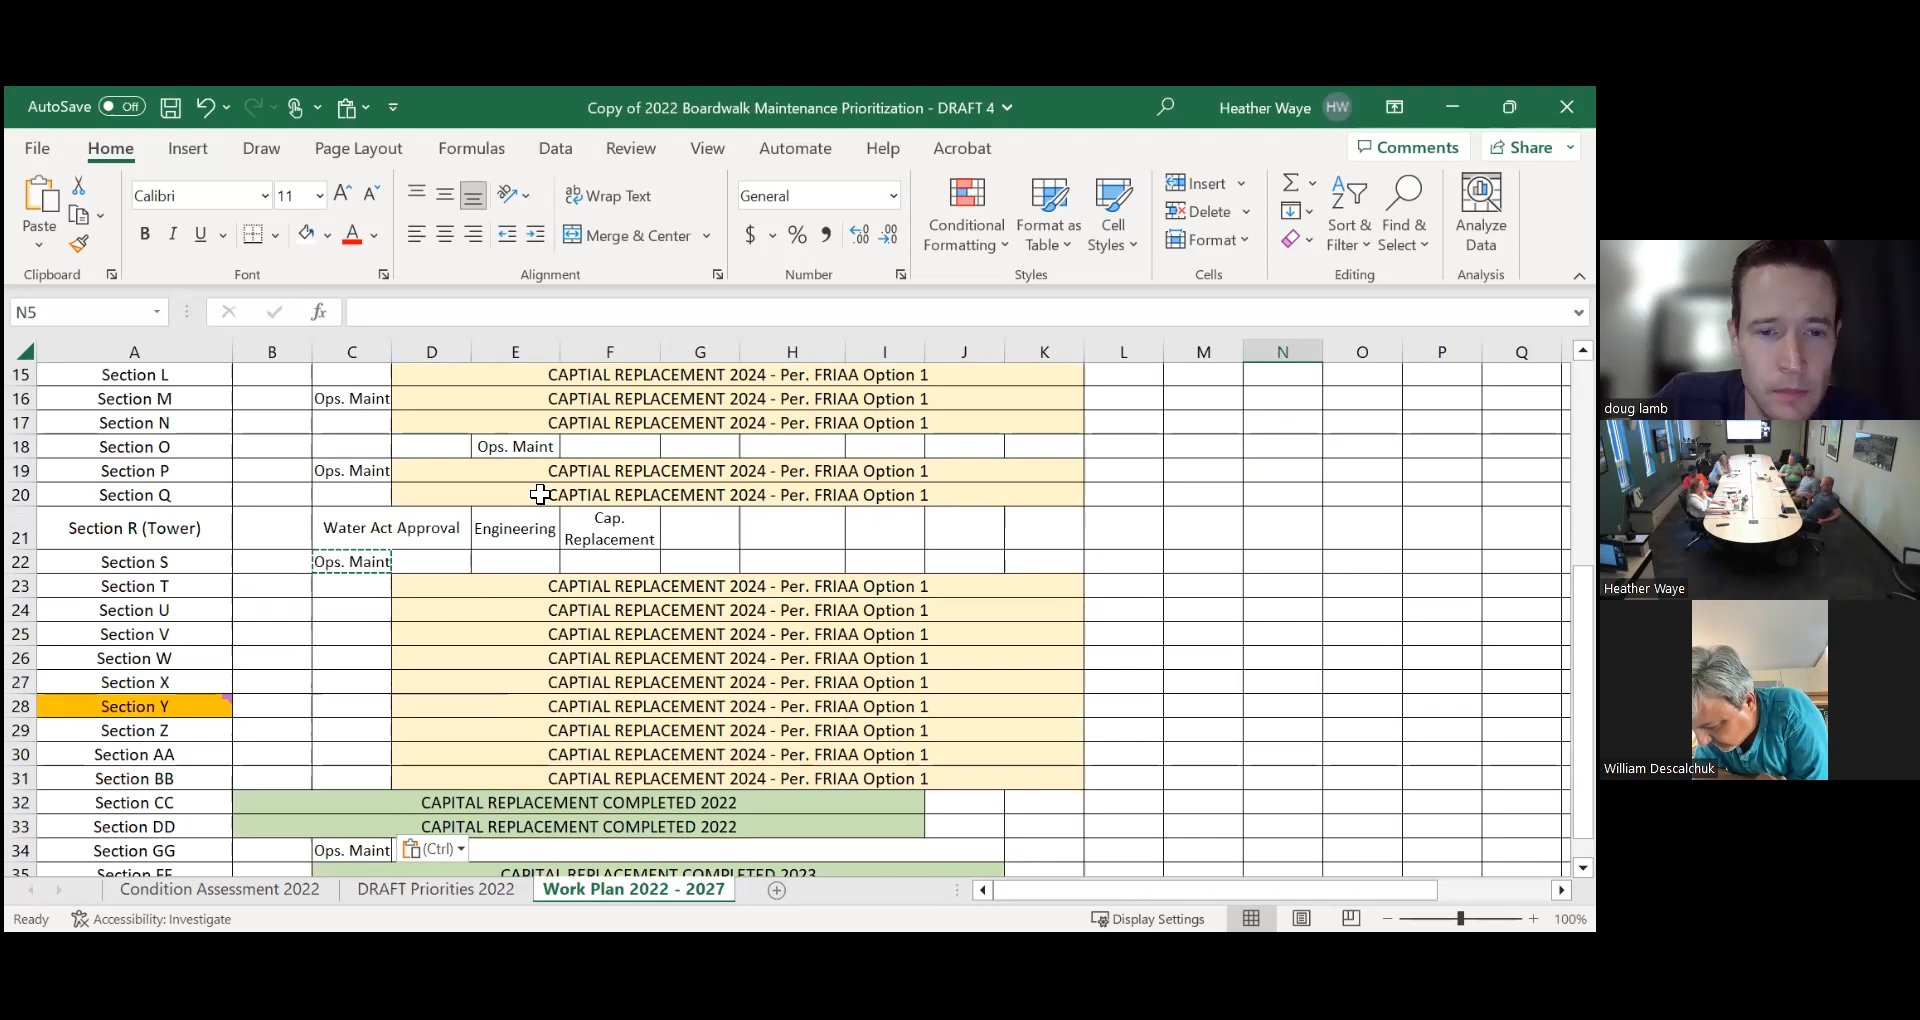 AutoSave Off
Copy of 2022 Boardwalk Maintenance Prioritization - DRAFT 4
Heather Waye HW
File Home Insert Draw Page Layout Formulas Data Review View Automate Help Acrobat
Comments Share
Paste
Clipboard
Calibri 11
B I U A
Font
Wrap Text
Merge & Center
Alignment
General
$ % ,
Number
Conditional Formatting
Format as Table
Cell Styles
Styles
Insert
Delete
Format
Cells
Sort & Filter
Find & Select
Editing
Analyze Data
Analysis
N5 fx
A B C D E F G H I J K L M N O P Q
15 Section L CAPTIAL REPLACEMENT 2024 - Per. FRIAA Option 1
16 Section M Ops. Maint CAPTIAL REPLACEMENT 2024 - Per. FRIAA Option 1
17 Section N CAPTIAL REPLACEMENT 2024 - Per. FRIAA Option 1
18 Section O Ops. Maint
19 Section P Ops. Maint CAPTIAL REPLACEMENT 2024 - Per. FRIAA Option 1
20 Section Q CAPTIAL REPLACEMENT 2024 - Per. FRIAA Option 1
21 Section R (Tower) Water Act Approval Engineering Cap. Replacement
22 Section S Ops. Maint
23 Section T CAPTIAL REPLACEMENT 2024 - Per. FRIAA Option 1
24 Section U CAPTIAL REPLACEMENT 2024 - Per. FRIAA Option 1
25 Section V CAPTIAL REPLACEMENT 2024 - Per. FRIAA Option 1
26 Section W CAPTIAL REPLACEMENT 2024 - Per. FRIAA Option 1
27 Section X CAPTIAL REPLACEMENT 2024 - Per. FRIAA Option 1
28 Section Y CAPTIAL REPLACEMENT 2024 - Per. FRIAA Option 1
29 Section Z CAPTIAL REPLACEMENT 2024 - Per. FRIAA Option 1
30 Section AA CAPTIAL REPLACEMENT 2024 - Per. FRIAA Option 1
31 Section BB CAPTIAL REPLACEMENT 2024 - Per. FRIAA Option 1
32 Section CC CAPITAL REPLACEMENT COMPLETED 2022
33 Section DD CAPITAL REPLACEMENT COMPLETED 2022
34 Section GG Ops. Maint (Ctrl)
35 CAPITAL REPLACEMENT COMPLETED 2023
Condition Assessment 2022 DRAFT Priorities 2022 Work Plan 2022 - 2027
Ready Accessibility: Investigate Display Settings 100%
doug lamb
Heather Waye
William Descalchuk